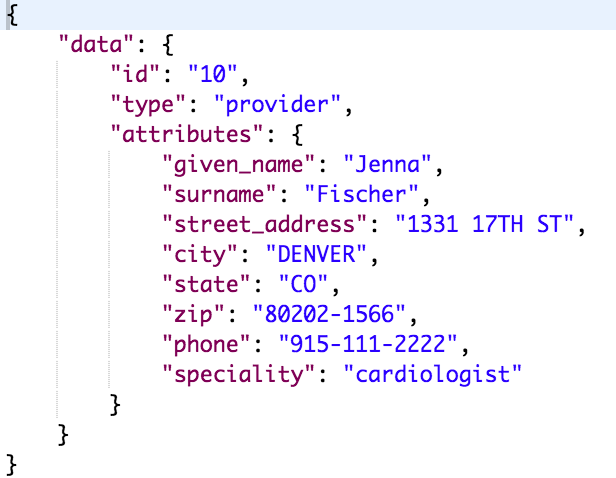 {
    "data": {
        "id": "10",
        "type": "provider",
        "attributes": {
            "given_name": "Jenna",
            "surname": "Fischer",
            "street_address": "1331 17TH ST",
            "city": "DENVER",
            "state": "CO",
            "zip": "80202-1566",
            "phone": "915-111-2222",
            "speciality": "cardiologist"
        }
    }
}